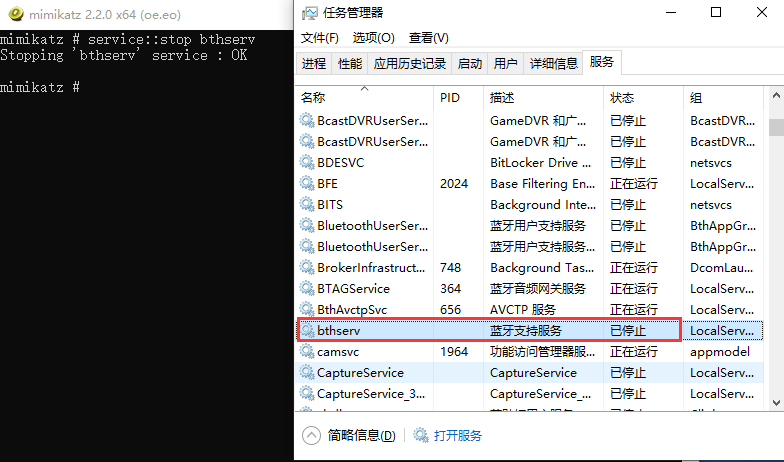 mimikatz 2.2.0 x64 (oe.eo)
mimikatz # service::stop bthserv
Stopping 'bthserv' service : OK
mimikatz #
任务管理器
文件(F) 选项(O) 查看(V)
进程 性能 应用历史记录 启动 用户 详细信息 服务
名称 PID 描述 状态 组
BcastDVRUserSer... GameDVR 和广... 已停止 BcastDVR...
BcastDVRUserSer... GameDVR 和广... 已停止 BcastDVR...
BDESVC BitLocker Drive ... 已停止 netsvcs
BFE 2024 Base Filtering En... 正在运行 LocalServ...
BITS Background Inte... 已停止 netsvcs
BluetoothUserSer... 蓝牙用户支持服务 已停止 BthAppGr...
BluetoothUserSer... 蓝牙用户支持服务 已停止 BthAppGr...
BrokerInfrastruct... 748 Background Tas... 正在运行 DcomLau...
BTAGService 364 蓝牙音频网关服务 正在运行 LocalServ...
BthAvctpSvc 656 AVCTP 服务 正在运行 LocalServ...
bthserv 蓝牙支持服务 已停止 LocalServ...
camsvc 1964 功能访问管理器服... 正在运行 appmodel
CaptureService CaptureService 已停止 LocalServ...
CaptureService_3... CaptureService_... 已停止 LocalServ...
简略信息(D) 打开服务